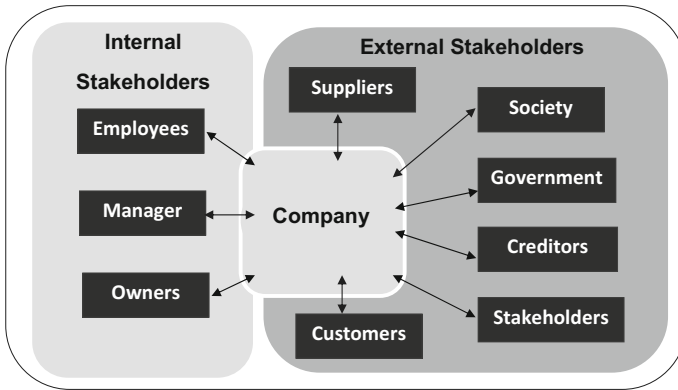 Internal
Stakeholders
Employees
Manager
Owners
External Stakeholders
Suppliers
Society
Government
Company
Creditors
Customers
Stakeholders